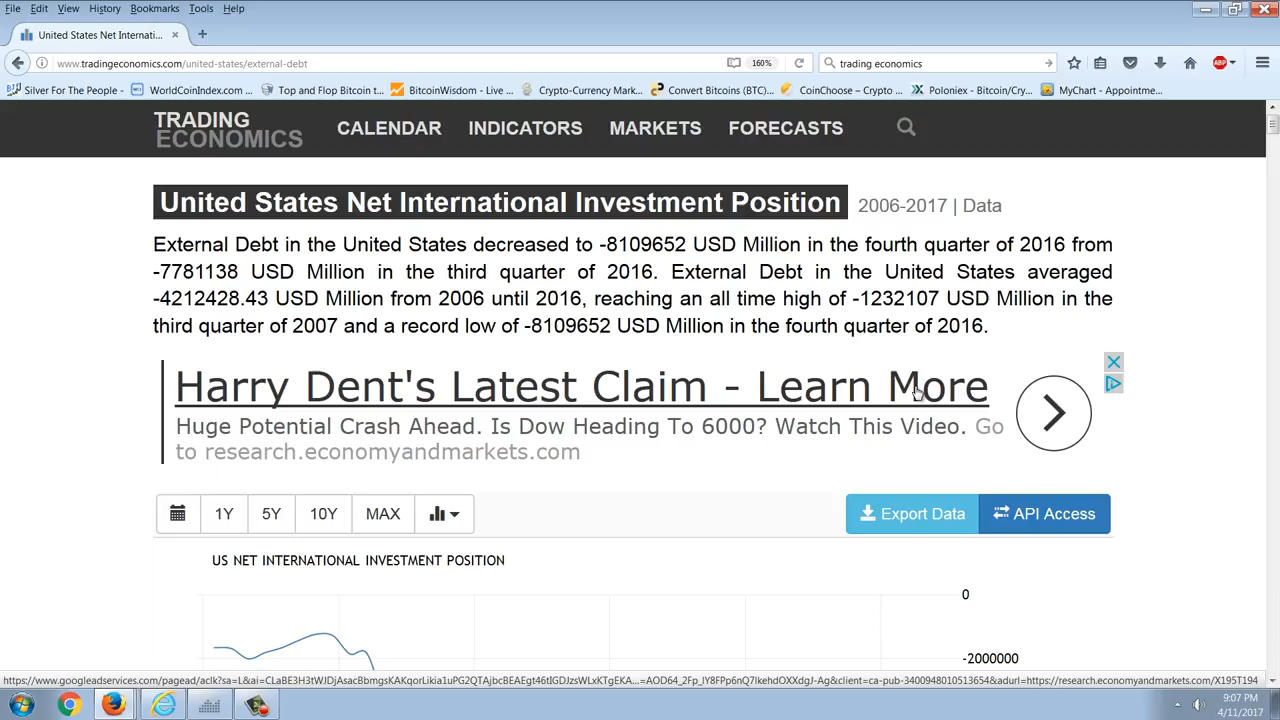 File Edit View History Bookmarks Tools Help
United States Net Internati...
www.tradingeconomics.com/united-states/external-debt
160%
trading economics
ABP
Silver For The People - ...
WorldCoinIndex.com ...
Top and Flop Bitcoin t...
BitcoinWisdom - Live ...
Crypto-Currency Mark...
Convert Bitcoins (BTC)...
CoinChoose – Crypto ...
Poloniex - Bitcoin/Cry...
MyChart - Appointme...
TRADING
ECONOMICS
CALENDAR INDICATORS MARKETS FORECASTS
United States Net International Investment Position 2006-2017 | Data
External Debt in the United States decreased to -8109652 USD Million in the fourth quarter of 2016 from
-7781138 USD Million in the third quarter of 2016. External Debt in the United States averaged
-4212428.43 USD Million from 2006 until 2016, reaching an all time high of -1232107 USD Million in the
third quarter of 2007 and a record low of -8109652 USD Million in the fourth quarter of 2016.
Harry Dent's Latest Claim - Learn More
Huge Potential Crash Ahead. Is Dow Heading To 6000? Watch This Video. Go
to research.economyandmarkets.com
1Y 5Y 10Y MAX
Export Data API Access
US NET INTERNATIONAL INVESTMENT POSITION
0
-2000000
9:07 PM
4/11/2017